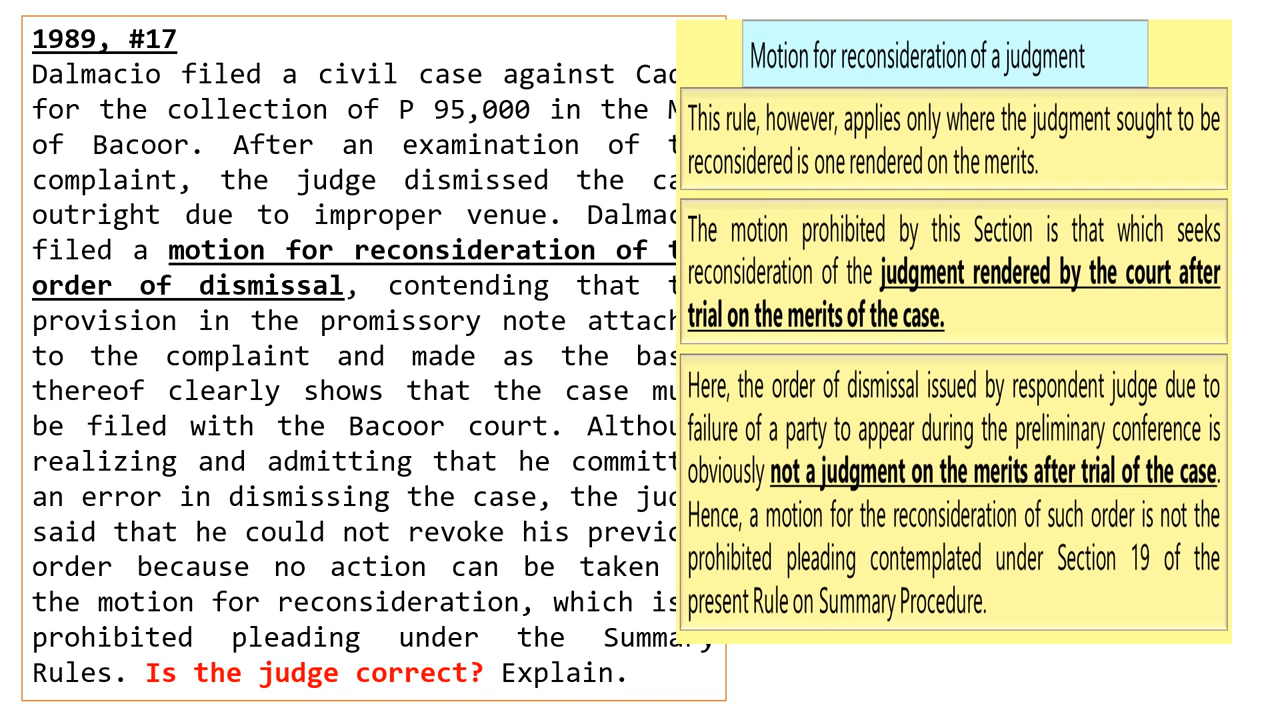 1989, #17
Dalmacio filed a civil case against
for the collection of P 95,000 in the
of Bacoor. After an examination of
complaint, the judge dismissed the
outright due to improper venue.
filed a motion for reconsideration of
order of dismissal, contending that
provision in the promissory note
to the complaint and made as the
thereof clearly shows that the case
be filed with the Bacoor court.
realizing and admitting that he
an error in dismissing the case, the
said that he could not revoke his
order because no action can be taken
the motion for reconsideration, which is
prohibited pleading under the Summary
Rules. Is the judge correct? Explain.
Motion for reconsideration of a judgment
This rule, however, applies only where the judgment sought to be
reconsidered is one rendered on the merits.
The motion prohibited by this Section is that which seeks
reconsideration of the judgment rendered by the court after
trial on the merits of the case.
Here, the order of dismissal issued by respondent judge due to
failure of a party to appear during the preliminary conference is
obviously not a judgment on the merits after trial of the case.
Hence, a motion for the reconsideration of such order is not the
prohibited pleading contemplated under Section 19 of the
present Rule on Summary Procedure.